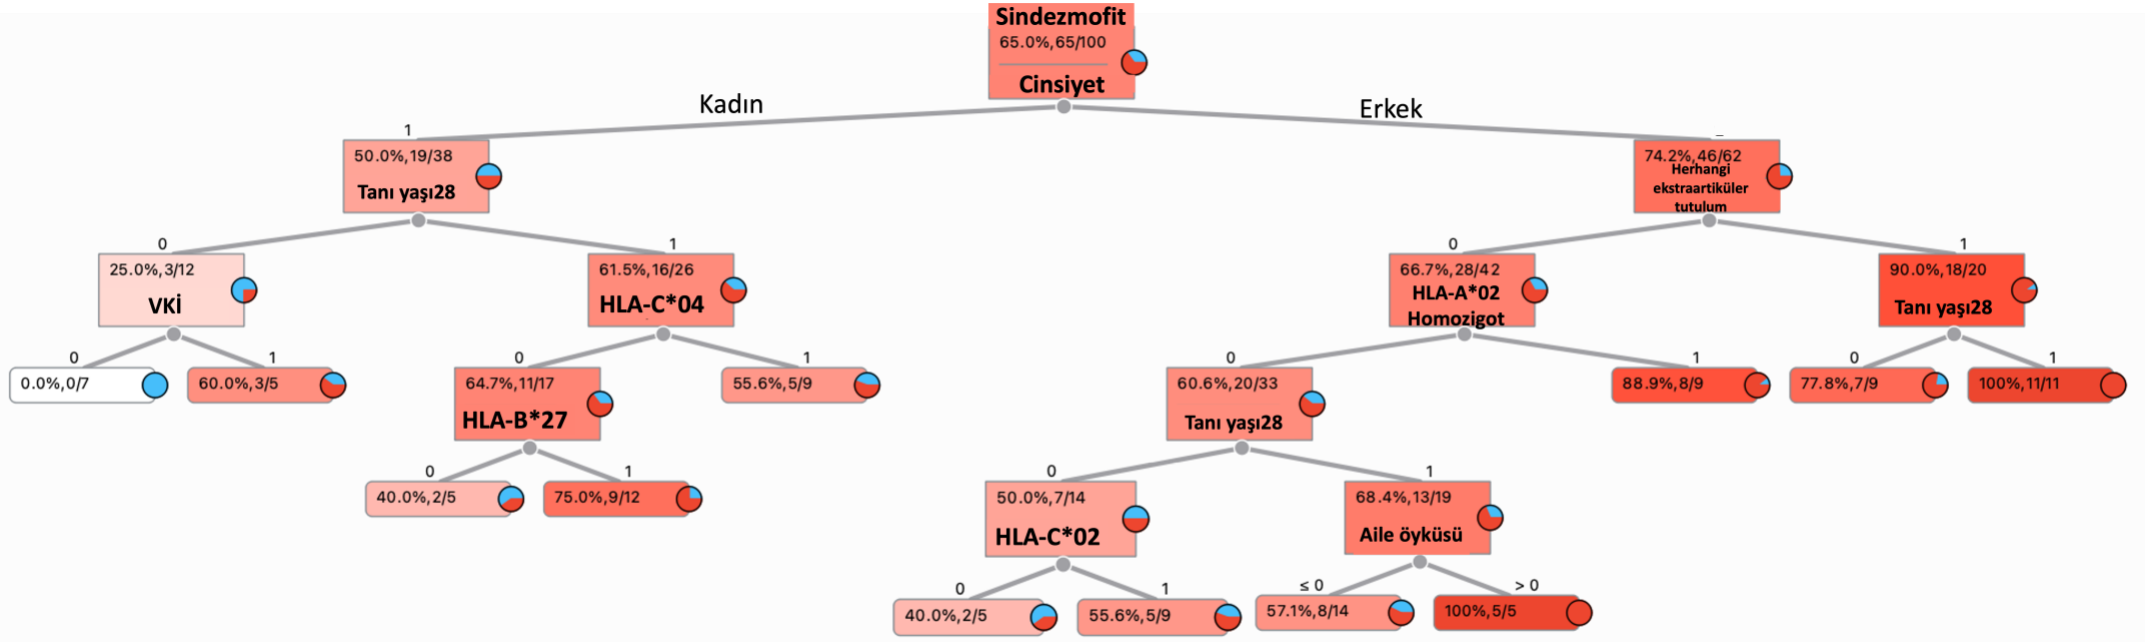 Sindezmofit
65.0%,65/100
Cinsiyet
Kadın
Erkek
1
50.0%,19/38
Tanı yaşı28
74.2%,46/62
Herhangi
ekstraartiküler
tutulum
0
1
0
1
25.0%,3/12
VKİ
61.5%,16/26
HLA-C*04
66.7%,28/42
HLA-A*02
Homozigot
90.0%,18/20
Tanı yaşı28
0
1
0
1
0
1
0
1
0.0%,0/7
60.0%,3/5
64.7%,11/17
HLA-B*27
55.6%,5/9
60.6%,20/33
Tanı yaşı28
88.9%,8/9
77.8%,7/9
100%,11/11
0
1
0
1
40.0%,2/5
75.0%,9/12
50.0%,7/14
HLA-C*02
68.4%,13/19
Aile öyküsü
0
1
≤ 0
> 0
40.0%,2/5
55.6%,5/9
57.1%,8/14
100%,5/5